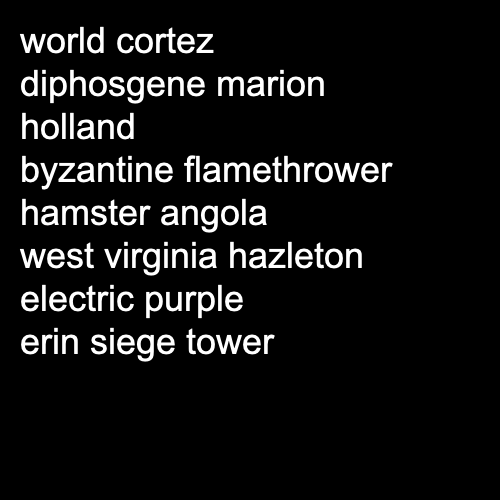 world cortez
diphosgene marion
holland
byzantine flamethrower
hamster angola
west virginia hazleton
electric purple
erin siege tower